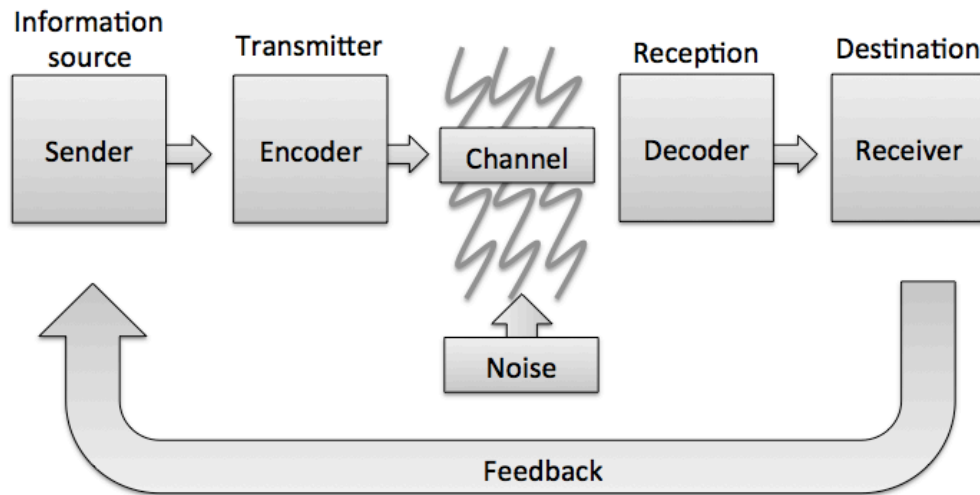 Information
source
Transmitter
Reception
Destination
Sender
Encoder
Channel
Decoder
Receiver
Noise
Feedback